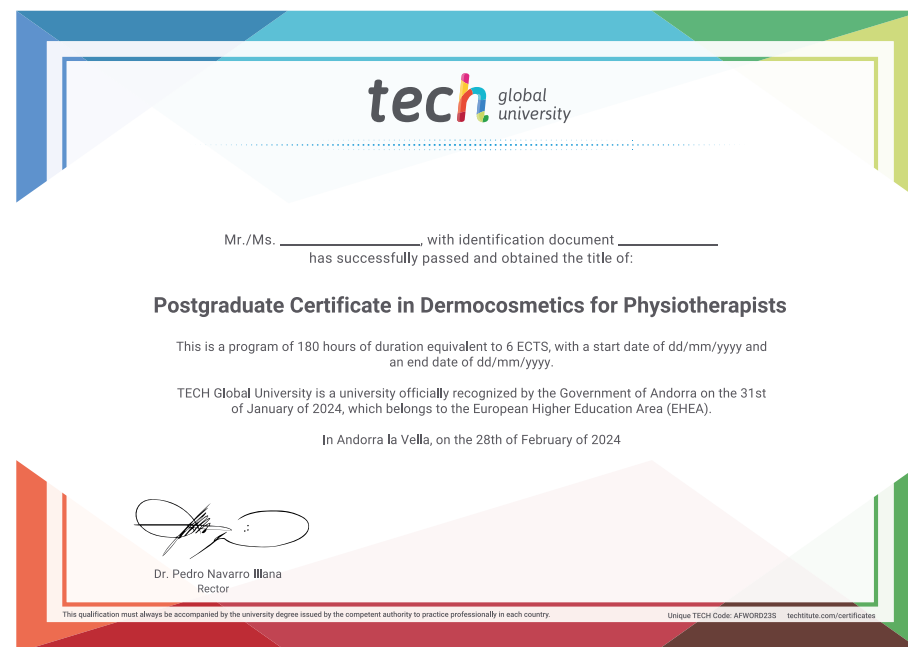 tech global
university
Mr./Ms. ____________, with identification document ____________
has successfully passed and obtained the title of:
Postgraduate Certificate in Dermocosmetics for Physiotherapists
This is a program of 180 hours of duration equivalent to 6 ECTS, with a start date of dd/mm/yyyy and
an end date of dd/mm/yyyy.
TECH Global University is a university officially recognized by the Government of Andorra on the 31st
of January of 2024, which belongs to the European Higher Education Area (EHEA).
In Andorra la Vella, on the 28th of February of 2024
Dr. Pedro Navarro Illana
Rector
This qualification must always be accompanied by the university degree issued by the competent authority to practice professionally in each country.
Unique TECH Code: AFWORD23S techtitute.com/certificates